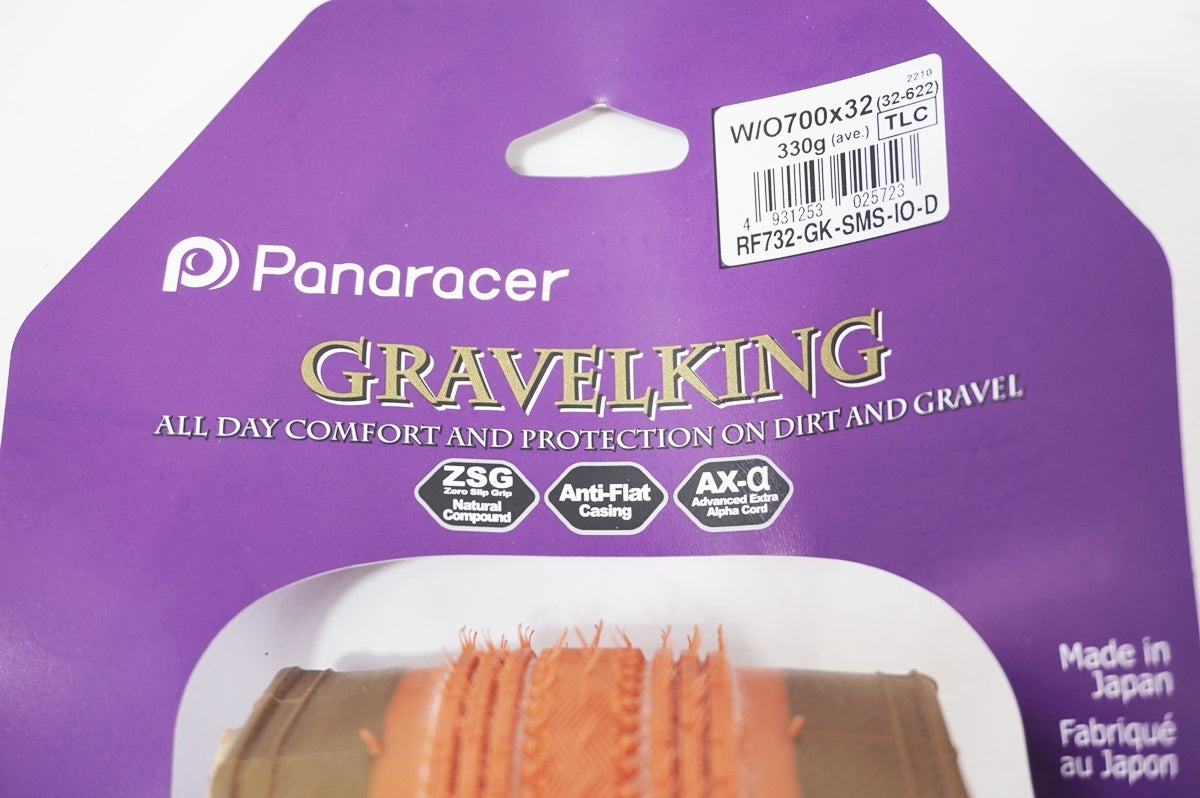 2210
W/O700x32 (32-622)
330g (ave.) TLC
4 931253 025723
RF732-GK-SMS-IO-D
Panaracer
GRAVELKING
ALL DAY COMFORT AND PROTECTION ON DIRT AND GRAVEL
ZSG
Zero Slip Grip
Natural
Compound
Anti-Flat
Casing
AX-α
Advanced Extra
Alpha Cord
Made in
Japan
Fabriqué
au Japon